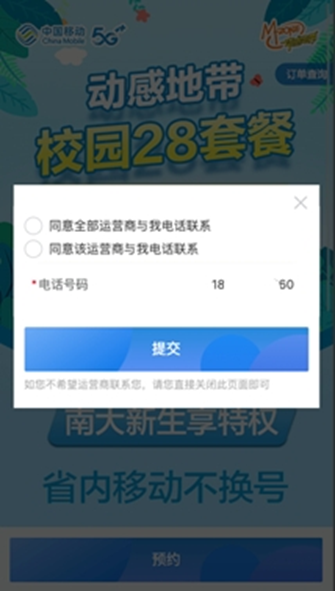 中国移动
China Mobile
5G+
订单查询
动感地带
校园28套餐
同意全部运营商与我电话联系
同意该运营商与我电话联系
*电话号码 18 60
提交
如您不希望运营商联系您，请您直接关闭此页面即可
南大新生享特权
省内移动不换号
预约